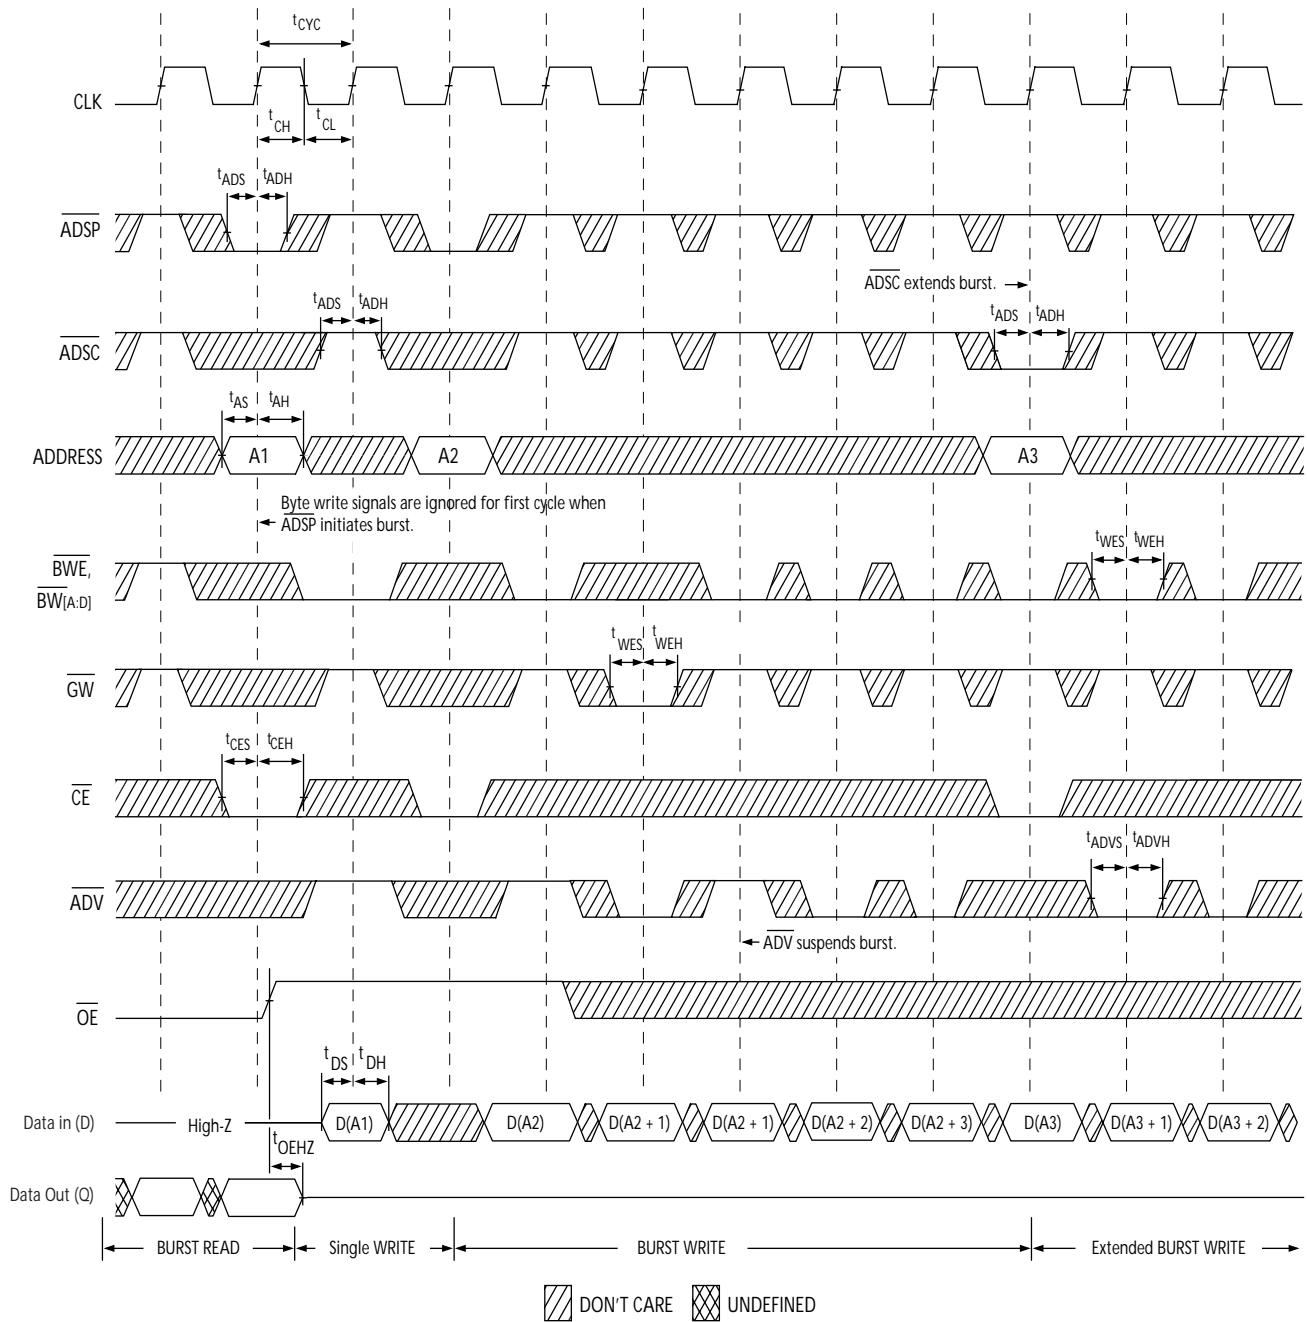 tCYC
CLK
tCH
tCL
tADS
tADH
ADSP
ADSC extends burst.
tADS
tADH
tADS
tADH
ADSC
tAS
tAH
ADDRESS
A1
A2
A3
Byte write signals are ignored for first cycle when
ADSP initiates burst.
tWES
tWEH
BWE,
BW[A:D]
tWES
tWEH
GW
tCES
tCEH
CE
tADVS
tADVH
ADV
ADV suspends burst.
OE
tDS
tDH
Data in (D)
High-Z
D(A1)
D(A2)
D(A2 + 1)
D(A2 + 1)
D(A2 + 2)
D(A2 + 3)
D(A3)
D(A3 + 1)
D(A3 + 2)
tOEHZ
Data Out (Q)
BURST READ
Single WRITE
BURST WRITE
Extended BURST WRITE
DON'T CARE
UNDEFINED